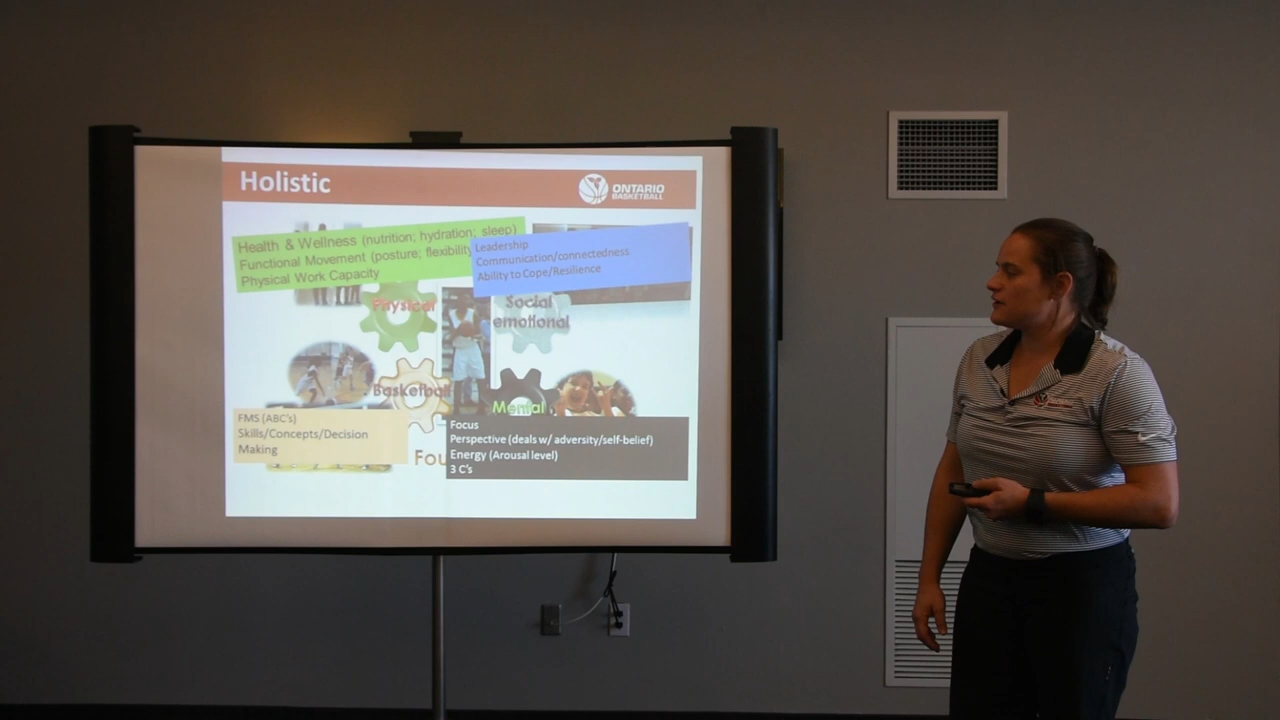 Holistic
ONTARIO
BASKETBALL
Health & Wellness (nutrition; hydration; sleep)
Functional Movement (posture; flexibility
Physical Work Capacity
Leadership
Communication/connectedness
Ability to Cope/Resilience
Physical
Social
emotional
Basketball
Mental
FMS (ABC's)
Skills/Concepts/Decision
Making
Fou
Focus
Perspective (deals w/ adversity/self-belief)
Energy (Arousal level)
3 C's